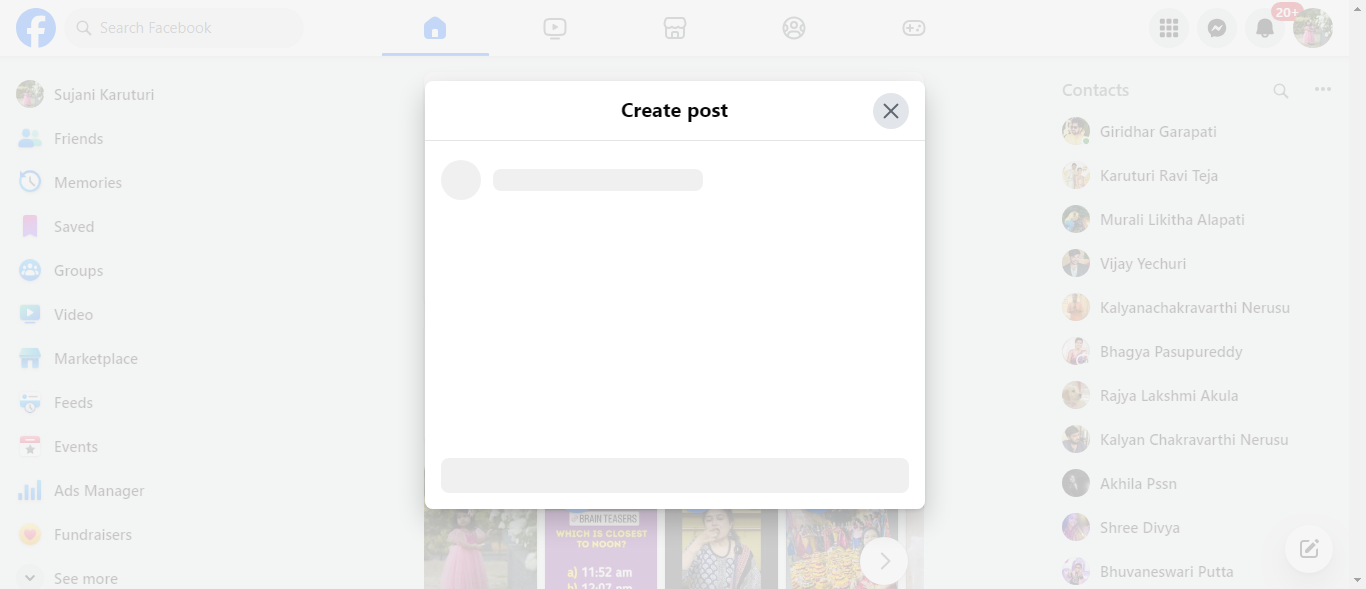 Search Facebook
20+
Sujani Karuturi
Friends
Memories
Saved
Groups
Video
Marketplace
Feeds
Events
Ads Manager
Fundraisers
See more
Create post
BRAIN TEASERS
WHICH IS CLOSEST
TO NOON?
a) 11:52 am
b) 12:07 pm
Contacts
Giridhar Garapati
Karuturi Ravi Teja
Murali Likitha Alapati
Vijay Yechuri
Kalyanachakravarthi Nerusu
Bhagya Pasupureddy
Rajya Lakshmi Akula
Kalyan Chakravarthi Nerusu
Akhila Pssn
Shree Divya
Bhuvaneswari Putta